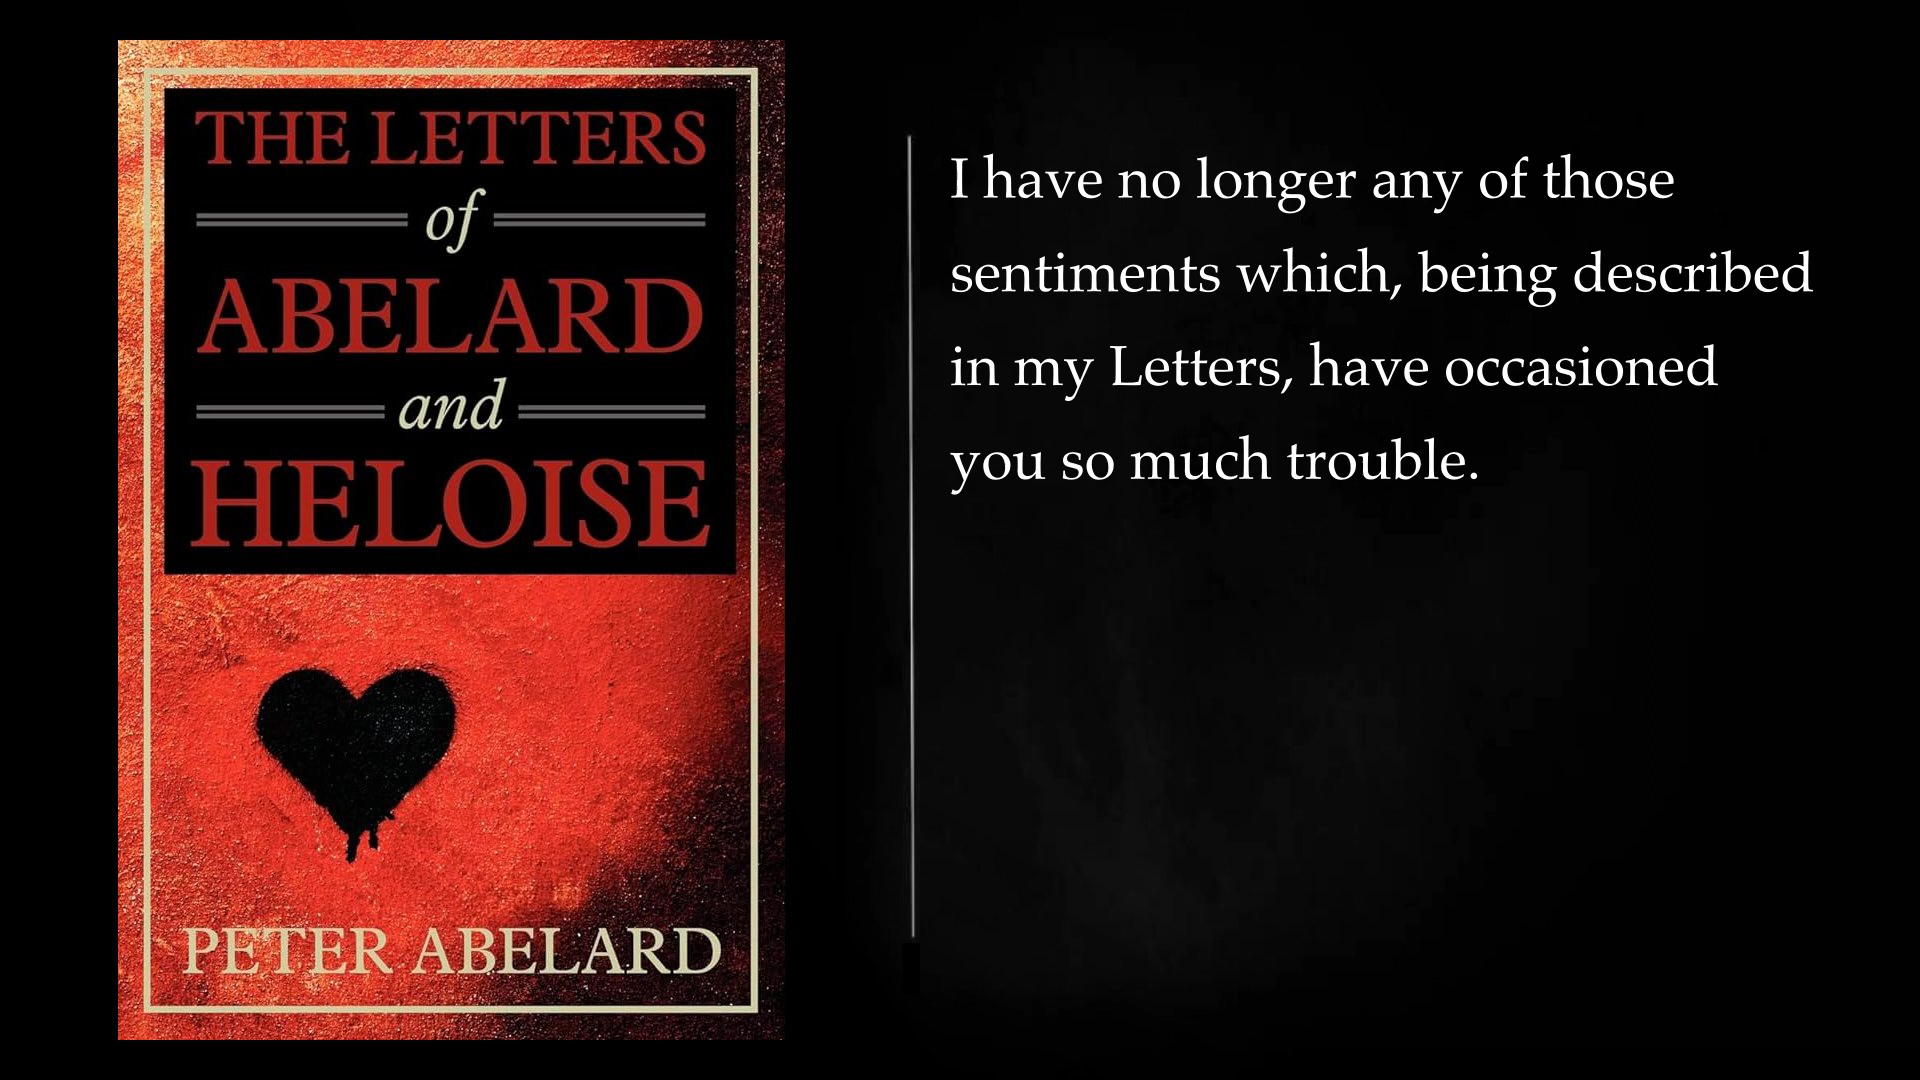 THE LETTERS
of
ABELARD
and
HELOISE
PETER ABELARD
I have no longer any of those
sentiments which, being described
in my Letters, have occasioned
you so much trouble.